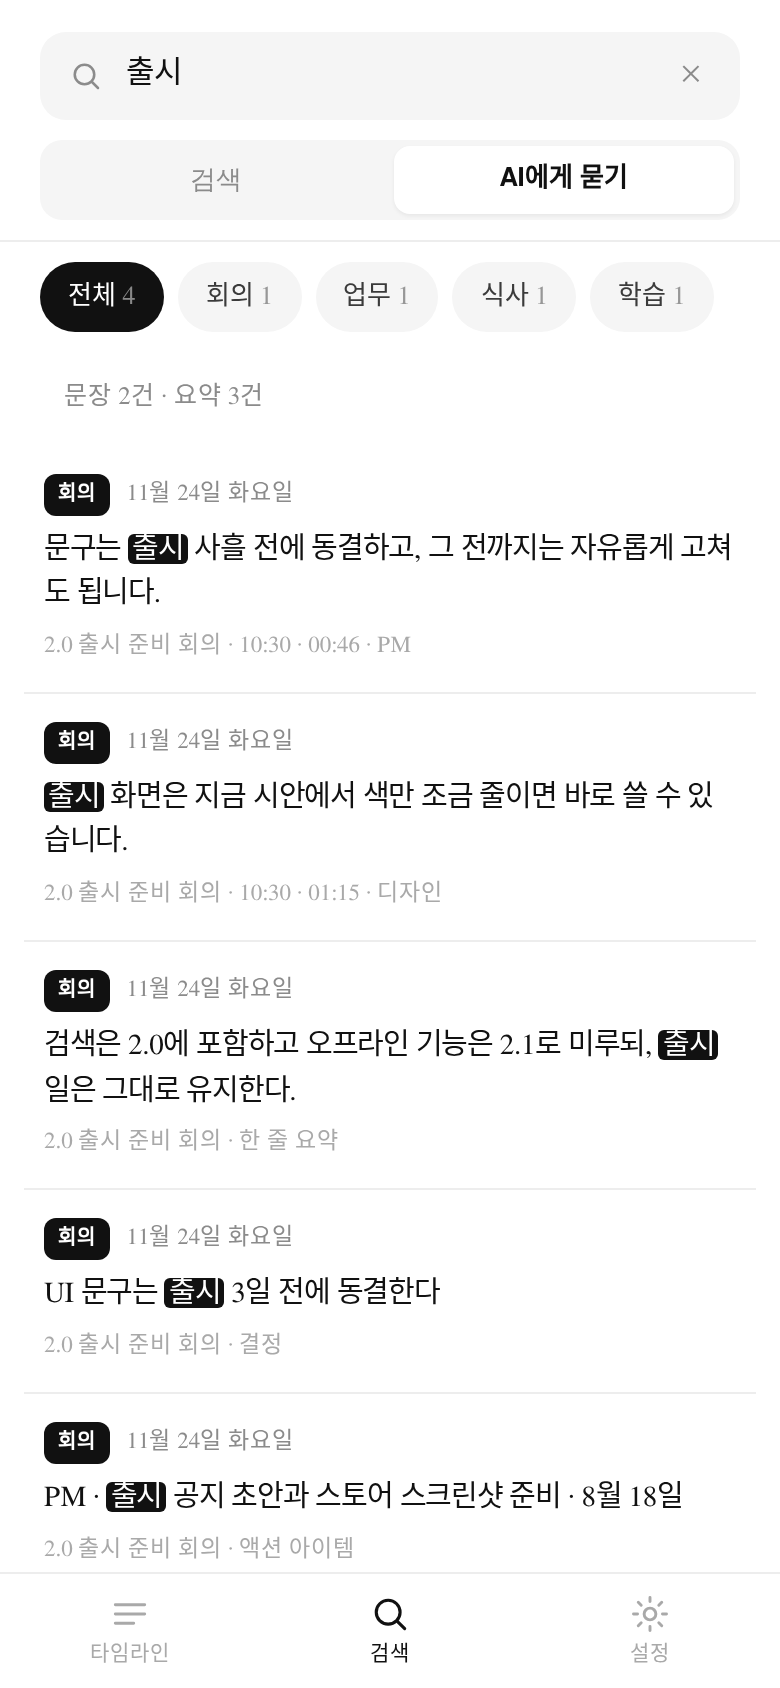 출시
검색
AI에게 묻기
전체 4
회의 1
업무 1
식사 1
학습 1
문장 2건 · 요약 3건
회의 11월 24일 화요일
문구는 출시 사흘 전에 동결하고, 그 전까지는 자유롭게 고쳐
도 됩니다.
2.0 출시 준비 회의 · 10:30 · 00:46 · PM
회의 11월 24일 화요일
출시 화면은 지금 시안에서 색만 조금 줄이면 바로 쓸 수 있
습니다.
2.0 출시 준비 회의 · 10:30 · 01:15 · 디자인
회의 11월 24일 화요일
검색은 2.0에 포함하고 오프라인 기능은 2.1로 미루되, 출시
일은 그대로 유지한다.
2.0 출시 준비 회의 · 한 줄 요약
회의 11월 24일 화요일
UI 문구는 출시 3일 전에 동결한다
2.0 출시 준비 회의 · 결정
회의 11월 24일 화요일
PM · 출시 공지 초안과 스토어 스크린샷 준비 · 8월 18일
2.0 출시 준비 회의 · 액션 아이템
타임라인
검색
설정